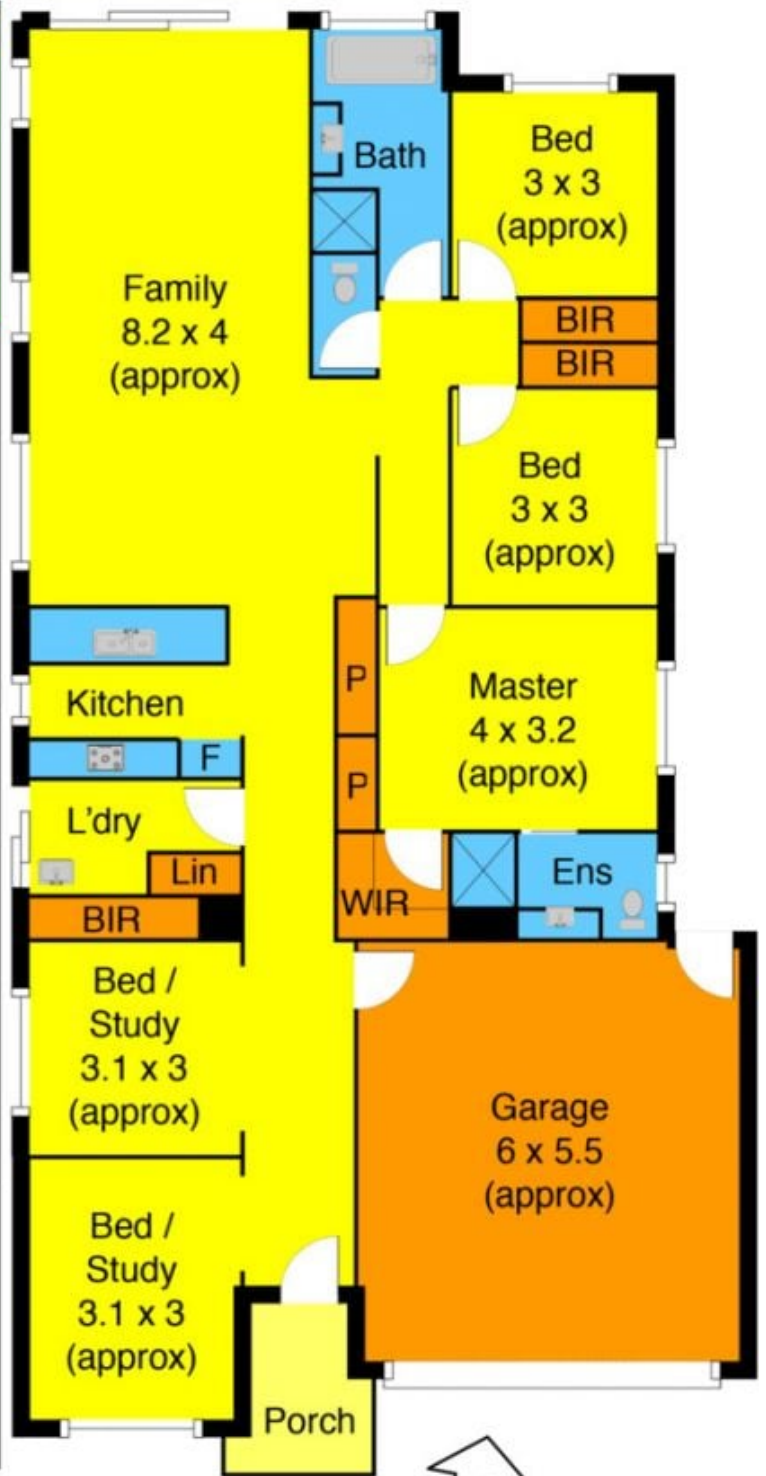 Bath
Bed
3 x 3
(approx)
Family
8.2 x 4
(approx)
BIR
BIR
Bed
3 x 3
(approx)
P
Kitchen
Master
4 x 3.2
(approx)
F
P
L'dry
Lin
Ens
WIR
BIR
Bed /
Study
3.1 x 3
(approx)
Garage
6 x 5.5
(approx)
Bed /
Study
3.1 x 3
(approx)
Porch